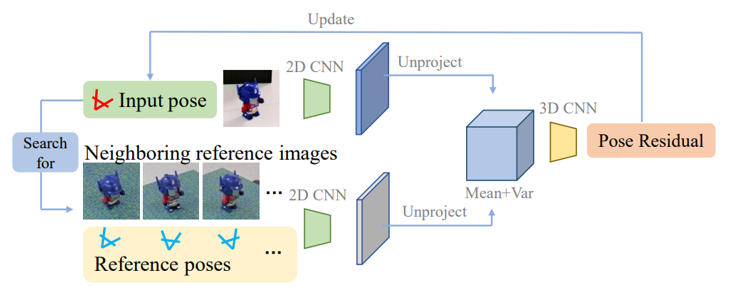 Update
2D CNN
Unproject
Input pose
3D CNN
Search
for
Pose Residual
Neighboring reference images
Mean+Var
...
2D CNN
Unproject
Reference poses
...